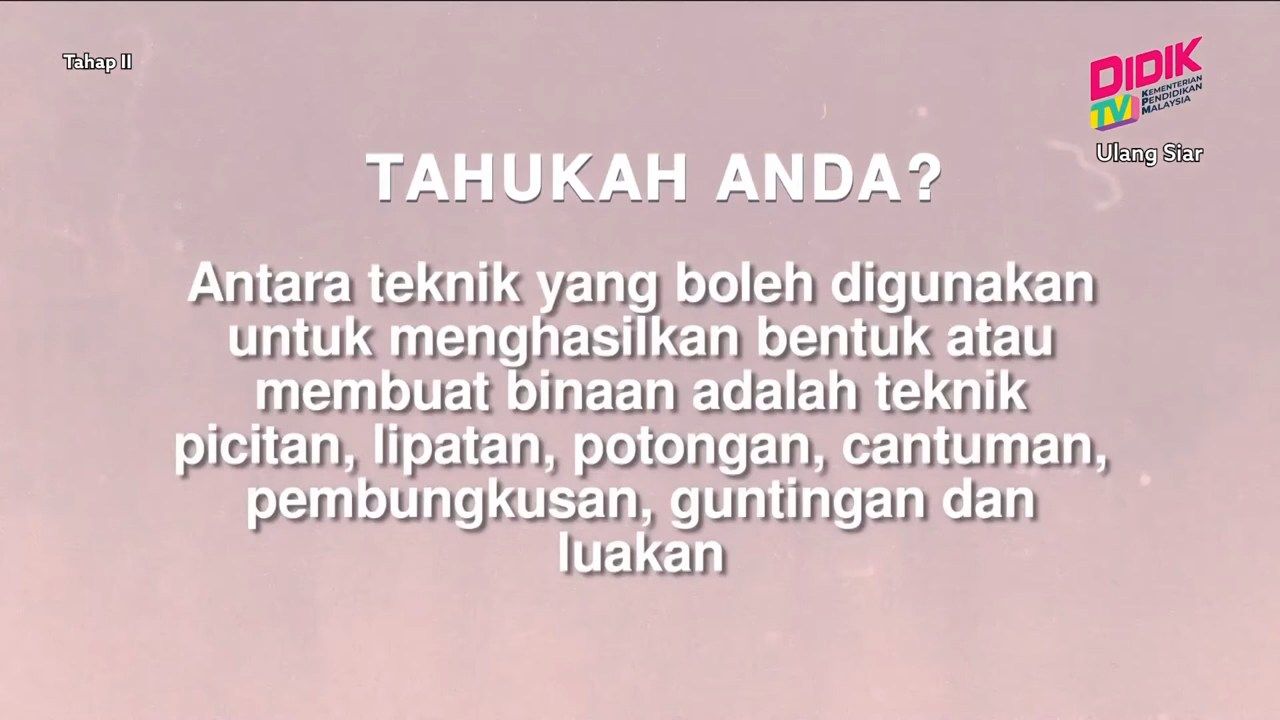 Tahap II
DIDIK
TV
KEMENTERIAN
PENDIDIKAN
MALAYSIA
Ulang Siar
TAHUKAH ANDA?
Antara teknik yang boleh digunakan
untuk menghasilkan bentuk atau
membuat binaan adalah teknik
picitan, lipatan, potongan, cantuman,
pembungkusan, guntingan dan
luakan